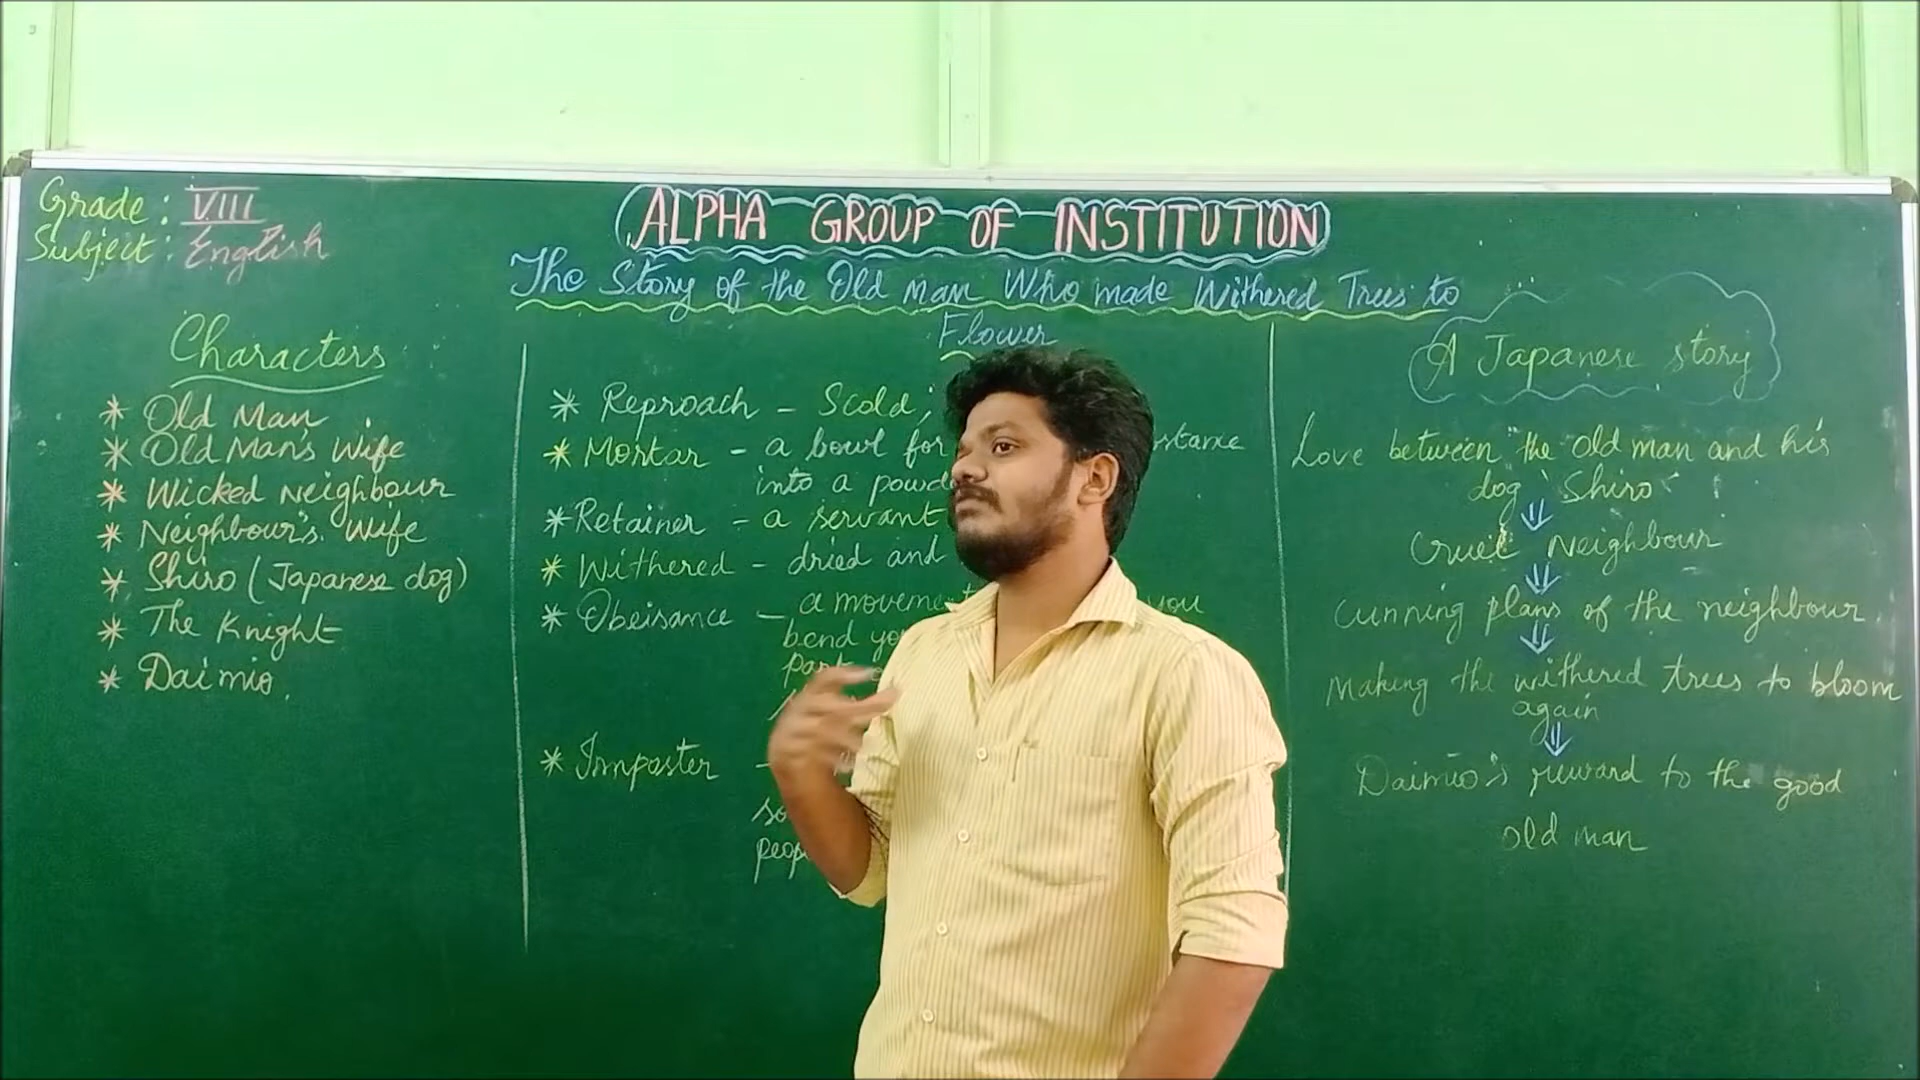 Grade : VIII
Subject : English
ALPHA GROUP OF INSTITUTION
The Story of the Old man Who made Withered Trees to
Flower
Characters
* Old Man
* Old Man's Wife
* Wicked Neighbour
* Neighbour's Wife
* Shiro (Japanese dog)
* The Knight
* Daimio.
* Reproach - Scold;
* Mortar - a bowl for
into a
* Retainer - a servant
* Withered - dried and
* Obeisance - a you
bend
* Imposter -
A Japanese story
Love between the old man and his
dog 'Shiro'
⇓
Cruel Neighbour
⇓
Cunning plans of the neighbour.
⇓
Making the withered trees to bloom
again
⇓
Daimio's reward to the good
old man